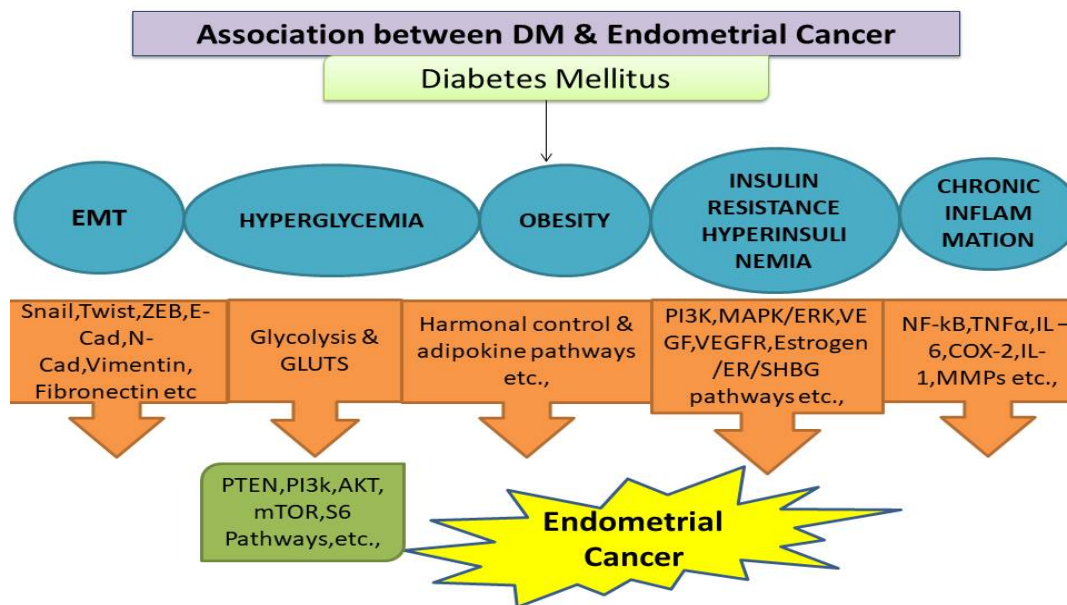 Association between DM & Endometrial Cancer
Diabetes Mellitus
EMT
HYPERGLYCEMIA
OBESITY
INSULIN
RESISTANCE
HYPERINSULI
NEMIA
CHRONIC
INFLAM
MATION
Snail,Twist,ZEB,E-
Cad,N-
Cad,Vimentin,
Fibronectin etc
Glycolysis &
GLUTS
Harmonal control &
adipokine pathways
etc.,
PI3K,MAPK/ERK,VE
GF,VEGFR,Estrogen
/ER/SHBG
pathways etc.,
NF-kB,TNFα,IL –
6,COX-2,IL-
1,MMPs etc.,
PTEN,PI3k,AKT,
mTOR,S6
Pathways,etc.,
Endometrial
Cancer